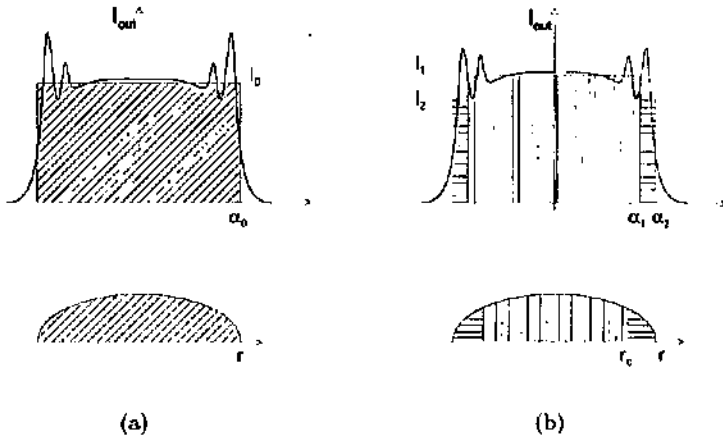 I_out I_out
I_0 I_1
I_2
α_0 α_1 α_2
r r_c r
(a) (b)